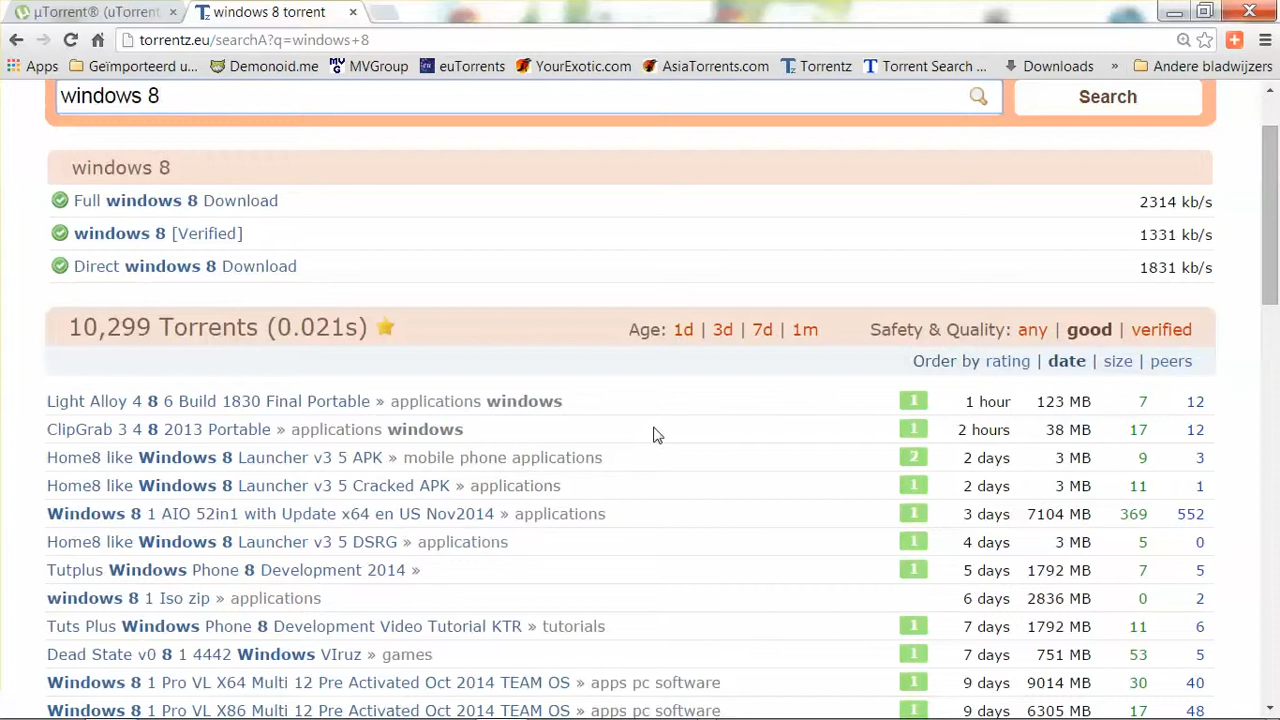 µTorrent® (uTorrent
windows 8 torrent
torrentz.eu/searchA?q=windows+8
Apps Geïmporteerd u... Demonoid.me MVGroup euTorrents YourExotic.com AsiaTorrents.com Torrentz Torrent Search ... Downloads » Andere bladwijzers
windows 8 Search
windows 8
Full windows 8 Download 2314 kb/s
windows 8 [Verified] 1331 kb/s
Direct windows 8 Download 1831 kb/s
10,299 Torrents (0.021s) Age: 1d | 3d | 7d | 1m Safety & Quality: any | good | verified
Order by rating | date | size | peers
Light Alloy 4 8 6 Build 1830 Final Portable » applications windows 1 1 hour 123 MB 7 12
ClipGrab 3 4 8 2013 Portable » applications windows 1 2 hours 38 MB 17 12
Home8 like Windows 8 Launcher v3 5 APK » mobile phone applications 2 2 days 3 MB 9 3
Home8 like Windows 8 Launcher v3 5 Cracked APK » applications 1 2 days 3 MB 11 1
Windows 8 1 AIO 52in1 with Update x64 en US Nov2014 » applications 1 3 days 7104 MB 369 552
Home8 like Windows 8 Launcher v3 5 DSRG » applications 1 4 days 3 MB 5 0
Tutplus Windows Phone 8 Development 2014 » 1 5 days 1792 MB 7 5
windows 8 1 Iso zip » applications 6 days 2836 MB 0 2
Tuts Plus Windows Phone 8 Development Video Tutorial KTR » tutorials 1 7 days 1792 MB 11 6
Dead State v0 8 1 4442 Windows VIruz » games 1 7 days 751 MB 53 5
Windows 8 1 Pro VL X64 Multi 12 Pre Activated Oct 2014 TEAM OS » apps pc software 1 9 days 9014 MB 30 40
Windows 8 1 Pro VL X86 Multi 12 Pre Activated Oct 2014 TEAM OS » apps pc software 1 9 days 6305 MB 17 48